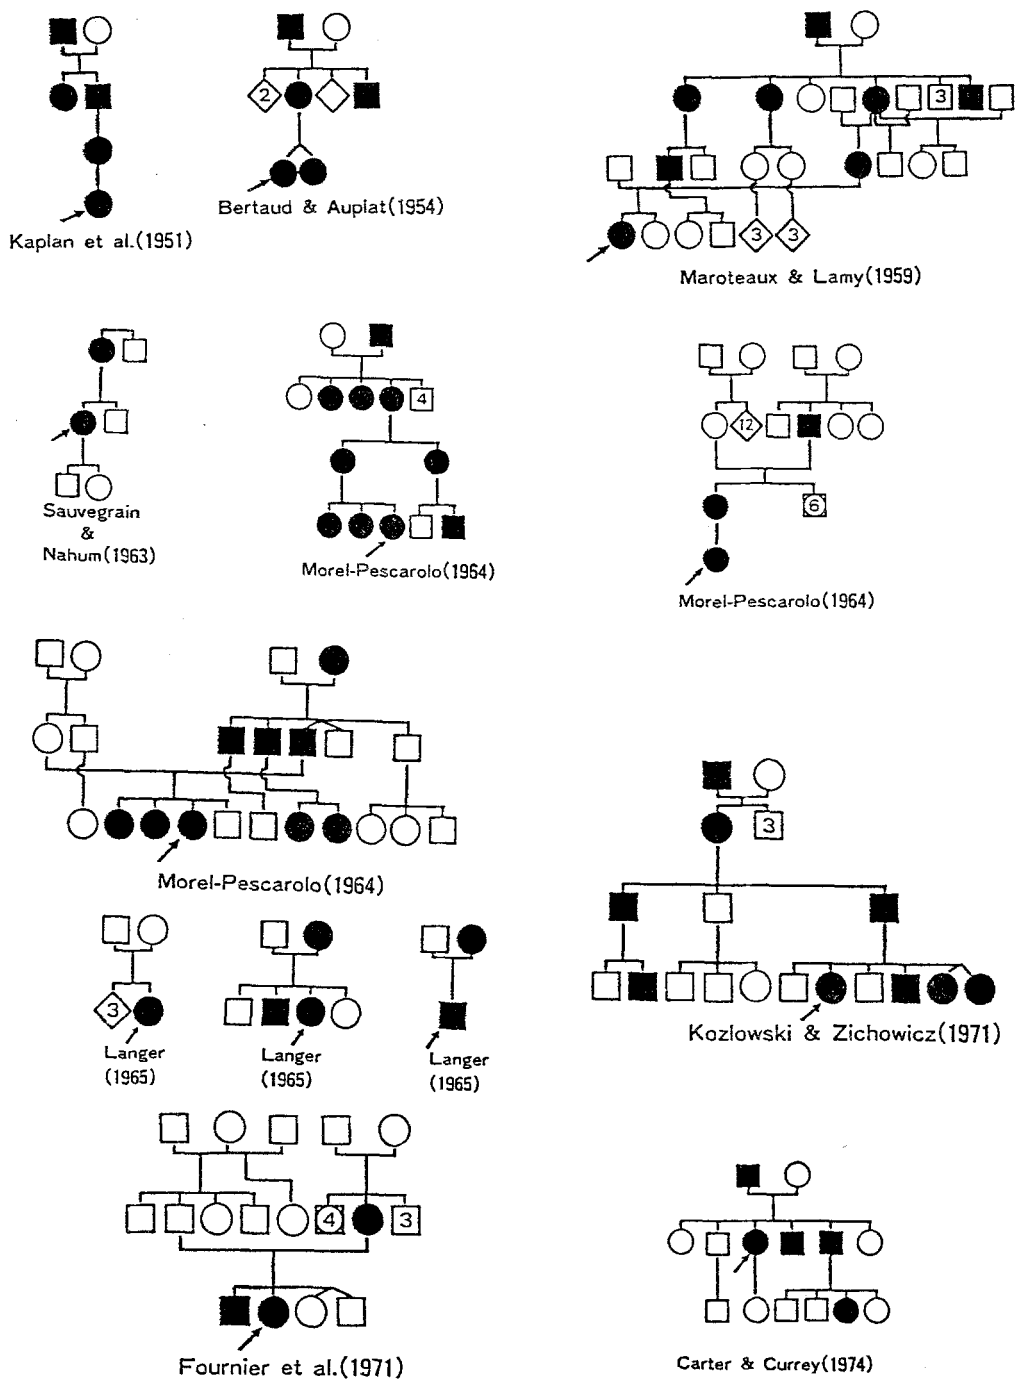 2
Kaplan et al.(1951)
Bertaud & Auplat(1954)
3
3
3
Maroteaux & Lamy(1959)
Sauvegrain
&
Nahum(1963)
4
Morel-Pescarolo(1964)
12
6
Morel-Pescarolo(1964)
Morel-Pescarolo(1964)
3
Kozlowski & Zichowicz(1971)
3
Langer
(1965)
Langer
(1965)
Langer
(1965)
4
3
Fournier et al.(1971)
Carter & Currey(1974)